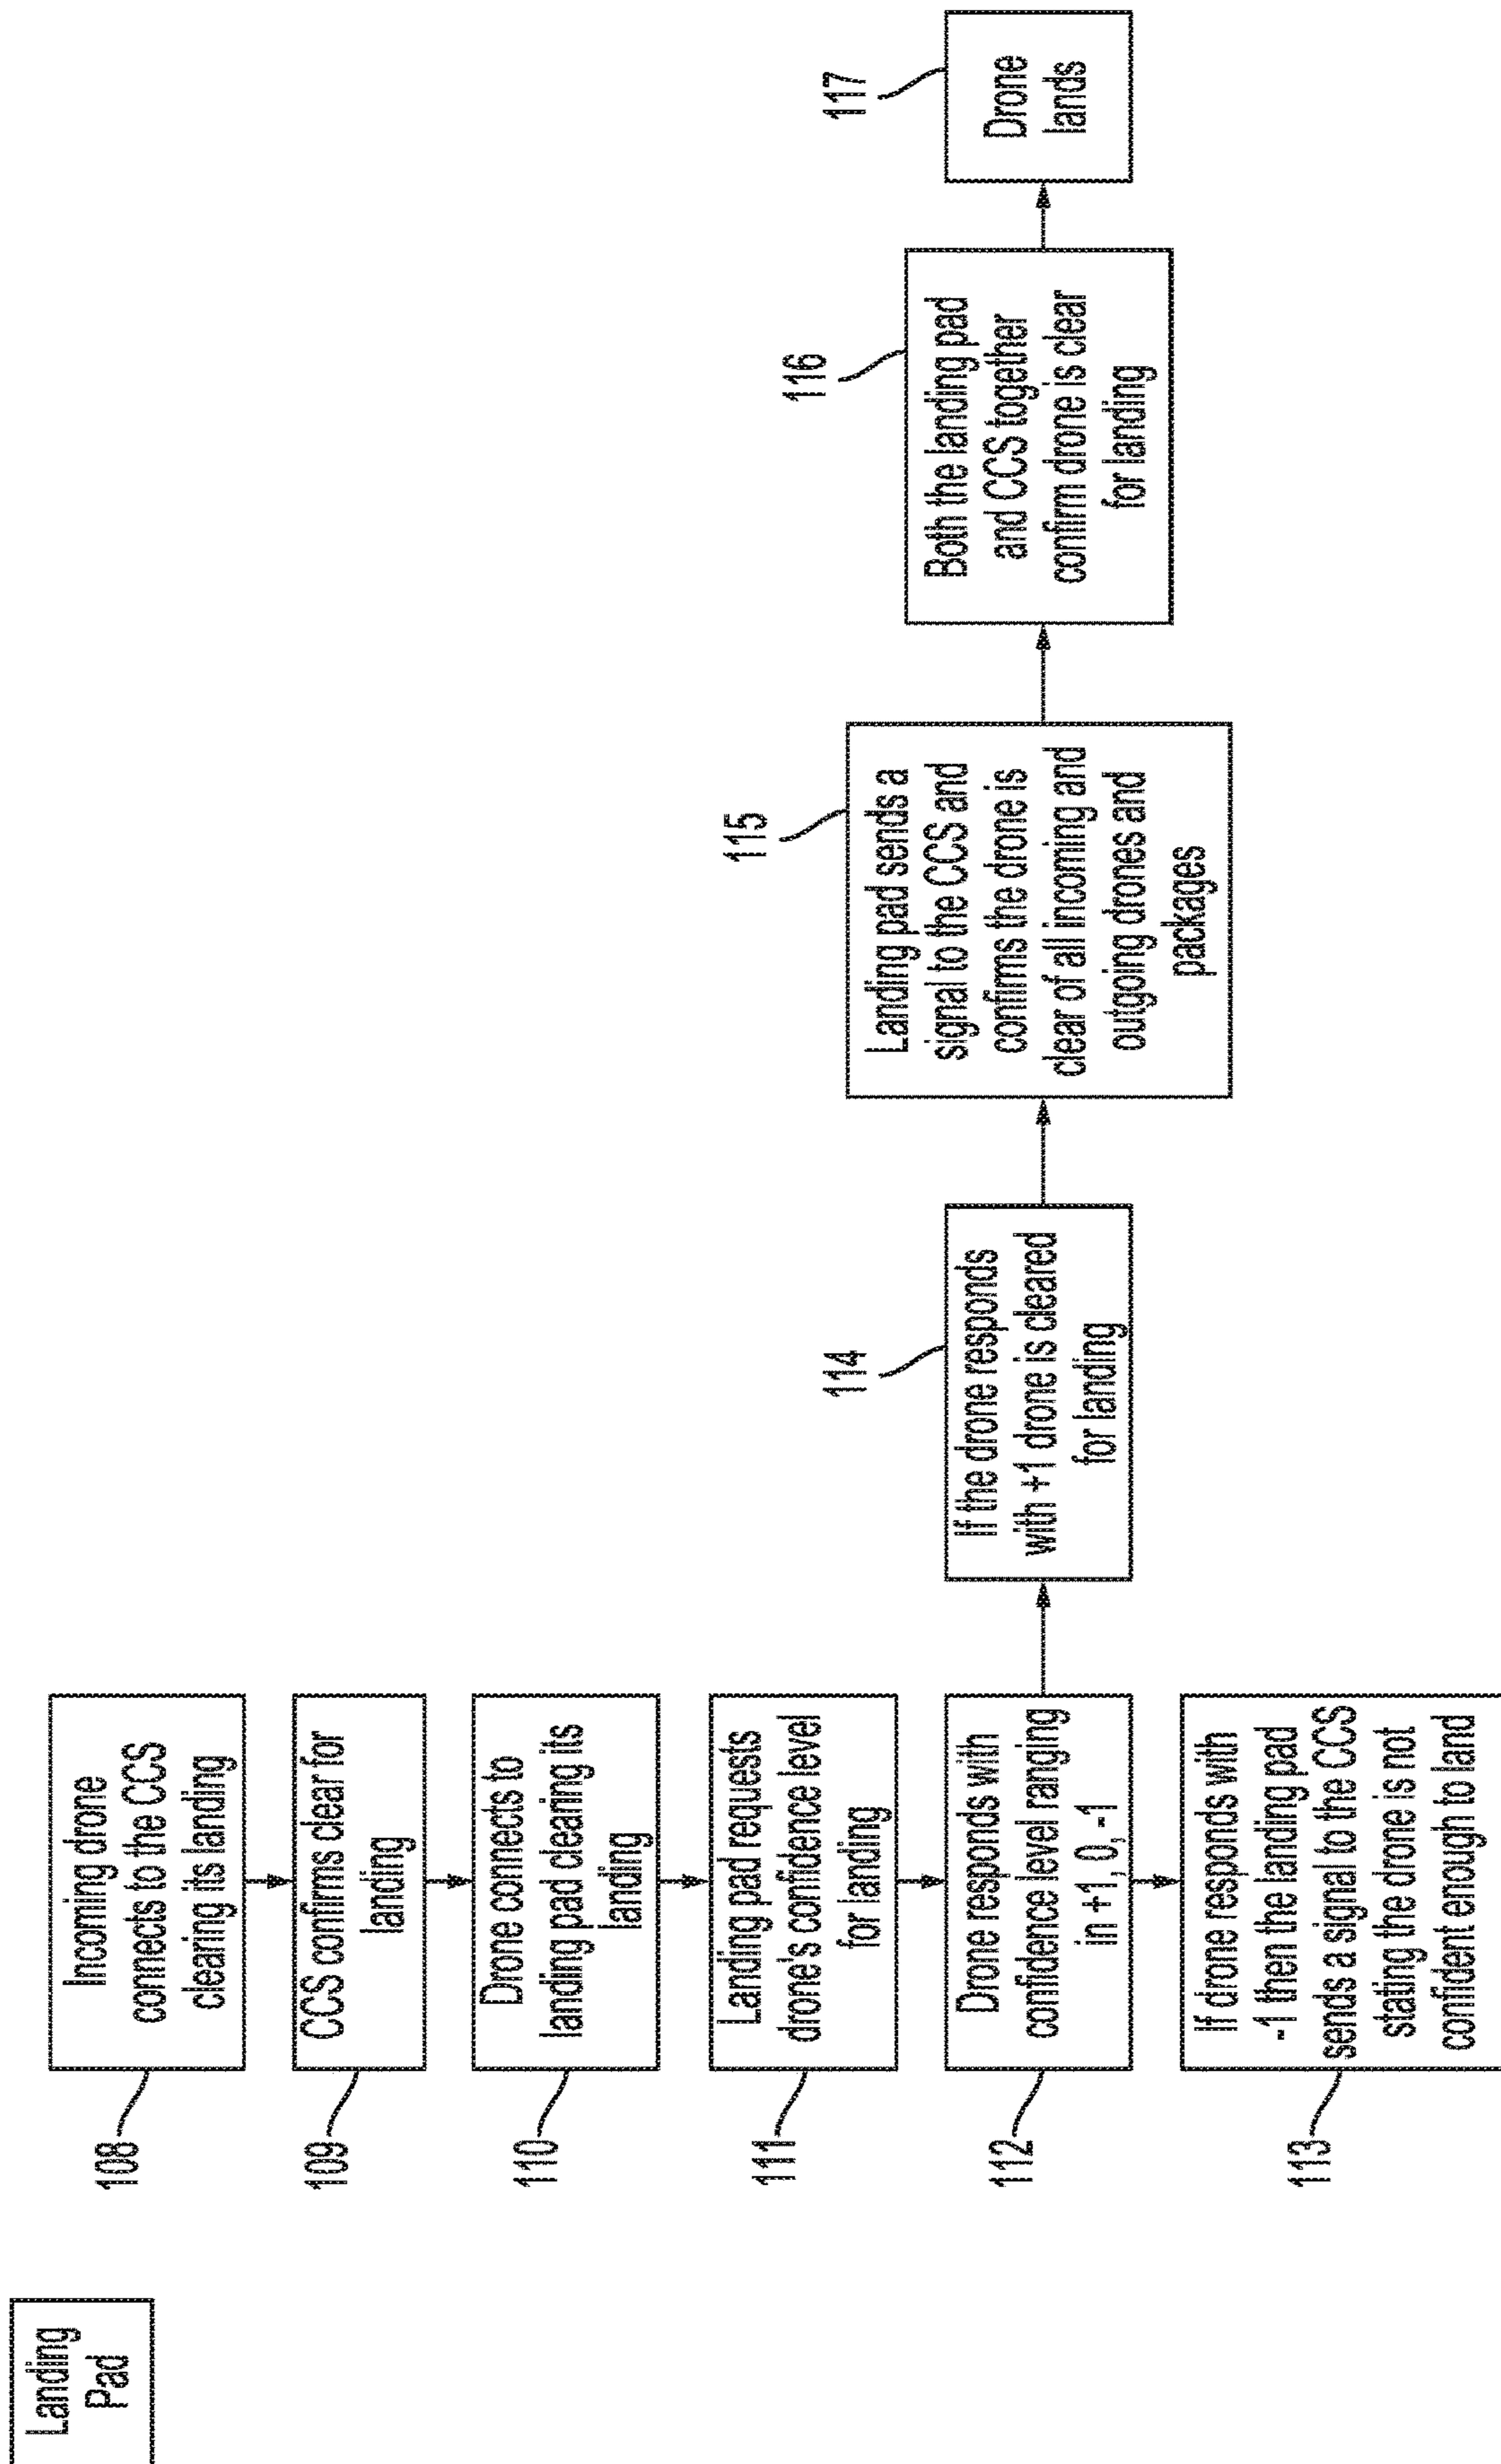 Landing
Pad
108
Incoming drone
connects to the CCS
clearing its landing
109
CCS confirms clear for
landing
110
Drone connects to
landing pad clearing its
landing
111
Landing pad requests
drone's confidence level
for landing
112
Drone responds with
confidence level ranging
in +1, 0, -1
113
If drone responds with
-1 then the landing pad
sends a signal to the CCS
stating the drone is not
confident enough to land
114
If the drone responds
with +1 drone is cleared
for landing
115
Landing pad sends a
signal to the CCS and
confirms the drone is
clear of all incoming and
outgoing drones and
packages
116
Both the landing pad
and CCS together
confirm drone is clear
for landing
117
Drone
lands